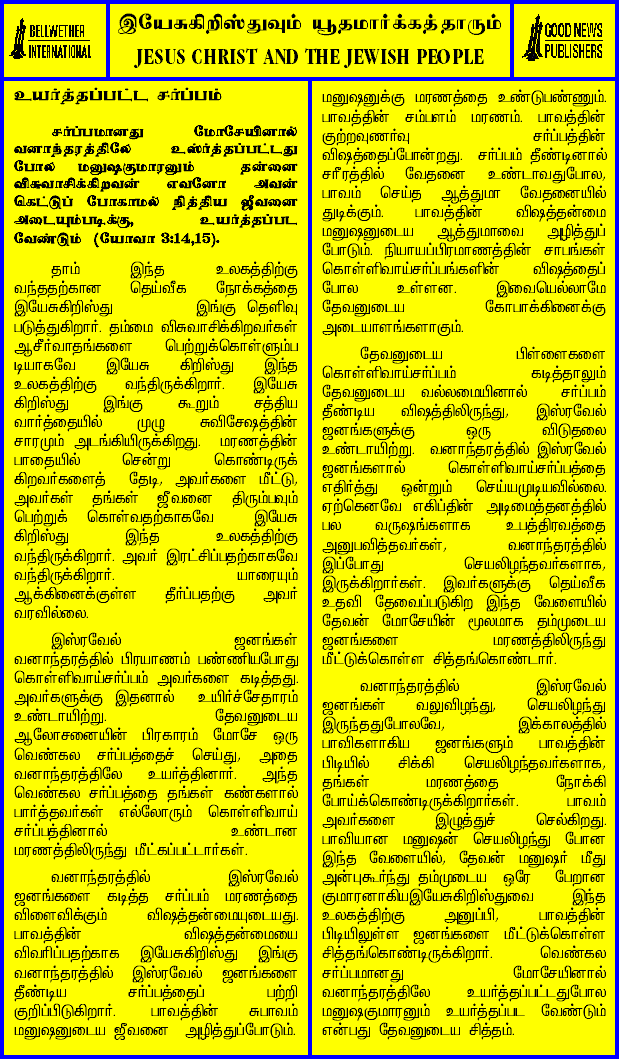 BELLWETHER
INTERNATIONAL
இயேசுகிறிஸ்துவும் யூதமார்க்கத்தாரும்
JESUS CHRIST AND THE JEWISH PEOPLE
GOOD NEWS
PUBLISHERS
உயர்த்தப்பட்ட சர்ப்பம்
சர்ப்பமானது மோசேயினால்
வனாந்தரத்திலே உஸர்த்தப்பட்டது
போல் மனுஷகுமாரனும் தன்னை
விசுவாசிக்கிறவன் எவனோ அவன்
கெட்டுப் போகாமல் நித்திய ஜீவனை
அடையும்படிக்கு, உயர்த்தப்பட
வேண்டும் (யோவா 3:14,15).
தாம் இந்த உலகத்திற்கு
வந்ததற்கான தெய்வீக நோக்கத்தை
இயேசுகிறிஸ்து இங்கு தெளிவு
படுத்துகிறார். தம்மை விசுவாசிக்கிறவர்கள்
ஆசீர்வாதங்களை பெற்றுக்கொள்ளும்ப
டியாகவே இயேசு கிறிஸ்து இந்த
உலகத்திற்கு வந்திருக்கிறார். இயேசு
கிறிஸ்து இங்கு கூறும் சத்திய
வார்த்தையில் முழு சுவிசேஷத்தின்
சாரமும் அடங்கியிருக்கிறது. மரணத்தின்
பாதையில் சென்று கொண்டிருக்
கிறவர்களைத் தேடி, அவர்களை மீட்டு,
அவர்கள் தங்கள் ஜீவனை திரும்பவும்
பெற்றுக் கொள்வதற்காகவே இயேசு
கிறிஸ்து இந்த உலகத்திற்கு
வந்திருக்கிறார். அவர் இரட்சிப்பதற்காகவே
வந்திருக்கிறார். யாரையும்
ஆக்கினைக்குள்ள தீர்ப்பதற்கு அவர்
வரவில்லை.
இஸ்ரவேல் ஜனங்கள்
வனாந்தரத்தில் பிரயாணம் பண்ணியபோது
கொள்ளிவாய்சர்ப்பம் அவர்களை கடித்தது.
அவர்களுக்கு இதனால் உயிர்ச்சேதாரம்
உண்டாயிற்று. தேவனுடைய
ஆலோசனையின் பிரகாரம் மோசே ஒரு
வெண்கல சர்ப்பத்தைச் செய்து, அதை
வனாந்தரத்திலே உயர்த்தினார். அந்த
வெண்கல சர்ப்பத்தை தங்கள் கண்களால்
பார்த்தவர்கள் எல்லோரும் கொள்ளிவாய்
சர்ப்பத்தினால் உண்டான
மரணத்திலிருந்து மீட்கப்பட்டார்கள்.
வனாந்தரத்தில் இஸ்ரவேல்
ஜனங்களை கடித்த சர்ப்பம் மரணத்தை
விளைவிக்கும் விஷத்தன்மையுடையது.
பாவத்தின் விஷத்தன்மையை
விவரிப்பதற்காக இயேசுகிறிஸ்து இங்கு
வனாந்தரத்தில் இஸ்ரவேல் ஜனங்களை
தீண்டிய சர்ப்பத்தைப் பற்றி
குறிப்பிடுகிறார். பாவத்தின் சுபாவம்
மனுஷனுடைய ஜீவனை அழித்துப்போடும்.
மனுஷனுக்கு மரணத்தை உண்டுபண்ணும்.
பாவத்தின் சம்பளம் மரணம். பாவத்தின்
குற்றவுணர்வு சர்ப்பத்தின்
விஷத்தைப்போன்றது. சர்ப்பம் தீண்டினால்
சரீரத்தில் வேதனை உண்டாவதுபோல,
பாவம் செய்த ஆத்துமா வேதனையில்
துடிக்கும். பாவத்தின் விஷத்தன்மை
மனுஷனுடைய ஆத்துமாவை அழித்துப்
போடும். நியாயப்பிரமாணத்தின் சாபங்கள்
கொள்ளிவாய்சர்ப்பங்களின் விஷத்தைப்
போல உள்ளன. இவையெல்லாமே
தேவனுடைய கோபாக்கினைக்கு
அடையாளங்களாகும்.
தேவனுடைய பிள்ளைகளை
கொள்ளிவாய்சர்ப்பம் கடித்தாலும்
தேவனுடைய வல்லமையினால் சர்ப்பம்
தீண்டிய விஷத்திலிருந்து, இஸ்ரவேல்
ஜனங்களுக்கு ஒரு விடுதலை
உண்டாயிற்று. வனாந்தரத்தில் இஸ்ரவேல்
ஜனங்களால் கொள்ளிவாய்சர்ப்பத்தை
எதிர்த்து ஒன்றும் செய்யமுடியவில்லை.
ஏற்கெனவே எகிப்தின் அடிமைத்தனத்தில்
பல வருஷங்களாக உபத்திரவத்தை
அனுபவித்தவர்கள், வனாந்தரத்தில்
இப்போது செயலிழந்தவர்களாக,
இருக்கிறார்கள். இவர்களுக்கு தெய்வீக
உதவி தேவைப்படுகிற இந்த வேளையில்
தேவன் மோசேயின் மூலமாக தம்முடைய
ஜனங்களை மரணத்திலிருந்து
மீட்டுக்கொள்ள சித்தங்கொண்டார்.
வனாந்தரத்தில் இஸ்ரவேல்
ஜனங்கள் வலுவிழந்து, செயலிழந்து
இருந்ததுபோலவே, இக்காலத்தில்
பாவிகளாகிய ஜனங்களும் பாவத்தின்
பிடியில் சிக்கி செயலிழந்தவர்களாக,
தங்கள் மரணத்தை நோக்கி
போய்க்கொண்டிருக்கிறார்கள். பாவம்
அவர்களை இழுத்துச் செல்கிறது.
பாவியான மனுஷன் செயலிழந்து போன
இந்த வேளையில், தேவன் மனுஷர் மீது
அன்புகூர்ந்து தம்முடைய ஒரே பேறான
குமாரனாகியஇயேசுகிறிஸ்துவை இந்த
உலகத்திற்கு அனுப்பி, பாவத்தின்
பிடியிலுள்ள ஜனங்களை மீட்டுக்கொள்ள
சித்தங்கொண்டிருக்கிறார். வெண்கல
சர்ப்பமானது மோசேயினால்
வனாந்தரத்திலே உயர்த்தப்பட்டதுபோல
மனுஷகுமாரனும் உயர்த்தப்பட வேண்டும்
என்பது தேவனுடைய சித்தம்.